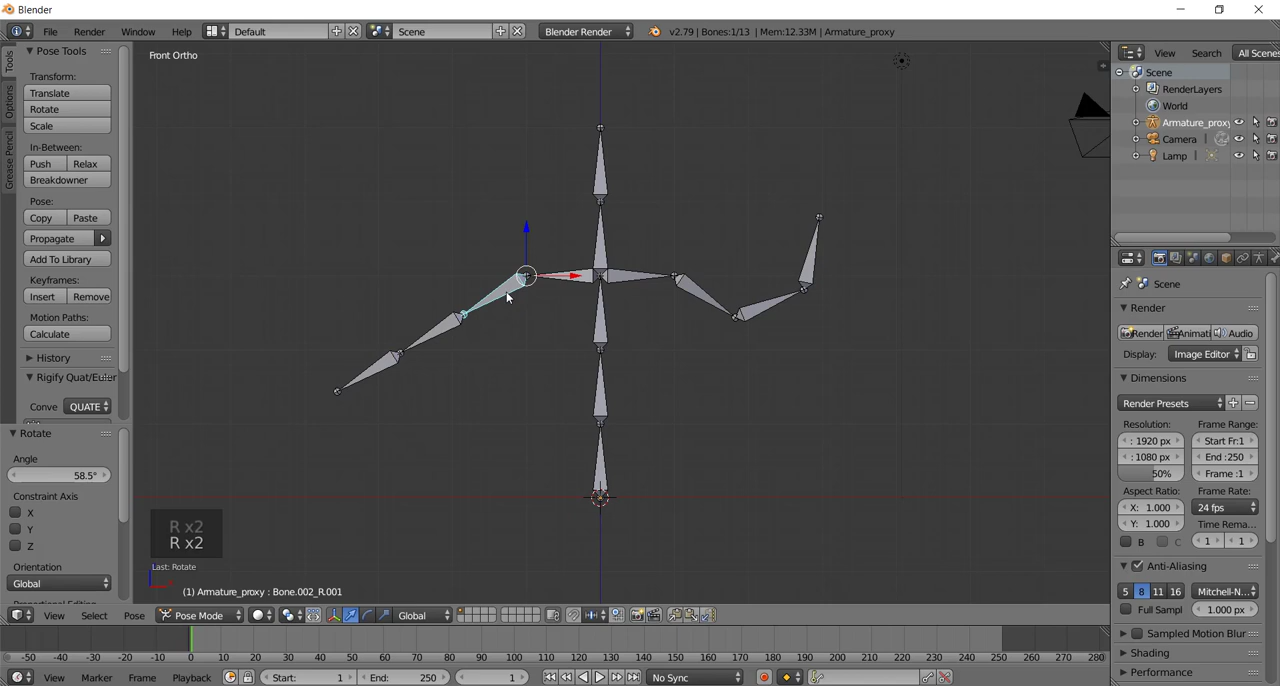 Blender
File Render Window Help Default Scene Blender Render v2.79 | Bones:1/13 | Mem:12.33M | Armature_proxy
Tools
Options
Grease Pencil
Pose Tools
Transform:
Translate
Rotate
Scale
In-Between:
Push Relax
Breakdowner
Pose:
Copy Paste
Propagate
Add To Library
Keyframes:
Insert Remove
Motion Paths:
Calculate
History
Rigify Quat/Euler
Conve QUATE
Rotate
Angle
58.5°
Constraint Axis
X
Y
Z
Orientation
Global
Front Ortho
R x2
R x2
Last: Rotate
(1) Armature_proxy : Bone.002_R.001
View Select Pose Pose Mode Global
View Search All Scenes
Scene
RenderLayers
World
Armature_proxy
Camera
Lamp
Scene
Render
Render Animati Audio
Display: Image Editor
Dimensions
Render Presets
Resolution: Frame Range:
: 1920 px Start Fr:1
: 1080 px End :250
50% Frame :1
Aspect Ratio: Frame Rate:
X: 1.000 24 fps
Y: 1.000 Time Rema...
B C 1 1
Anti-Aliasing
5 8 11 16 Mitchell-N...
Full Sampl 1.000 px
Sampled Motion Blur
Shading
Performance
-50 -40 -30 -20 -10 0 10 20 30 40 50 60 70 80 90 100 110 120 130 140 150 160 170 180 190 200 210 220 230 240 250 260 270 280
View Marker Frame Playback Start: 1 End: 250 1 No Sync